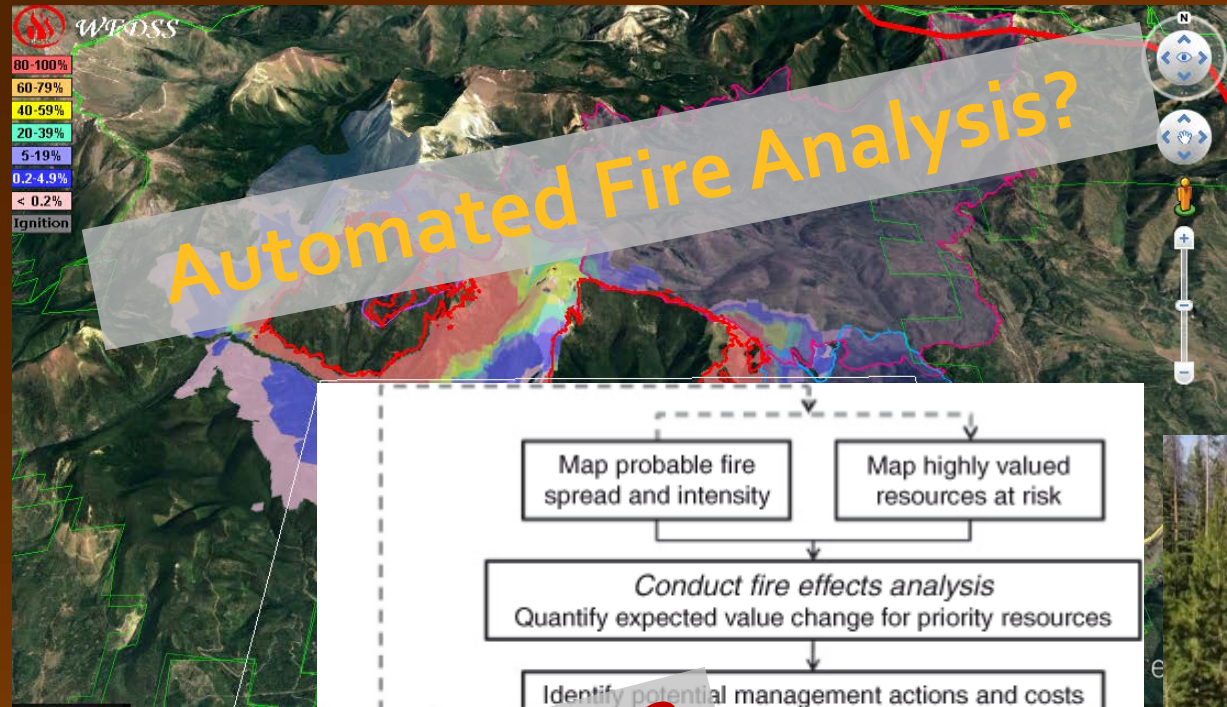 WFDSS
80-100%
60-79%
40-59%
20-39%
5-19%
0.2-4.9%
< 0.2%
Ignition
N
Automated Fire Analysis?
Map probable fire
spread and intensity
Map highly valued
resources at risk
Conduct fire effects analysis
Quantify expected value change for priority resources
Identify potential management actions and costs